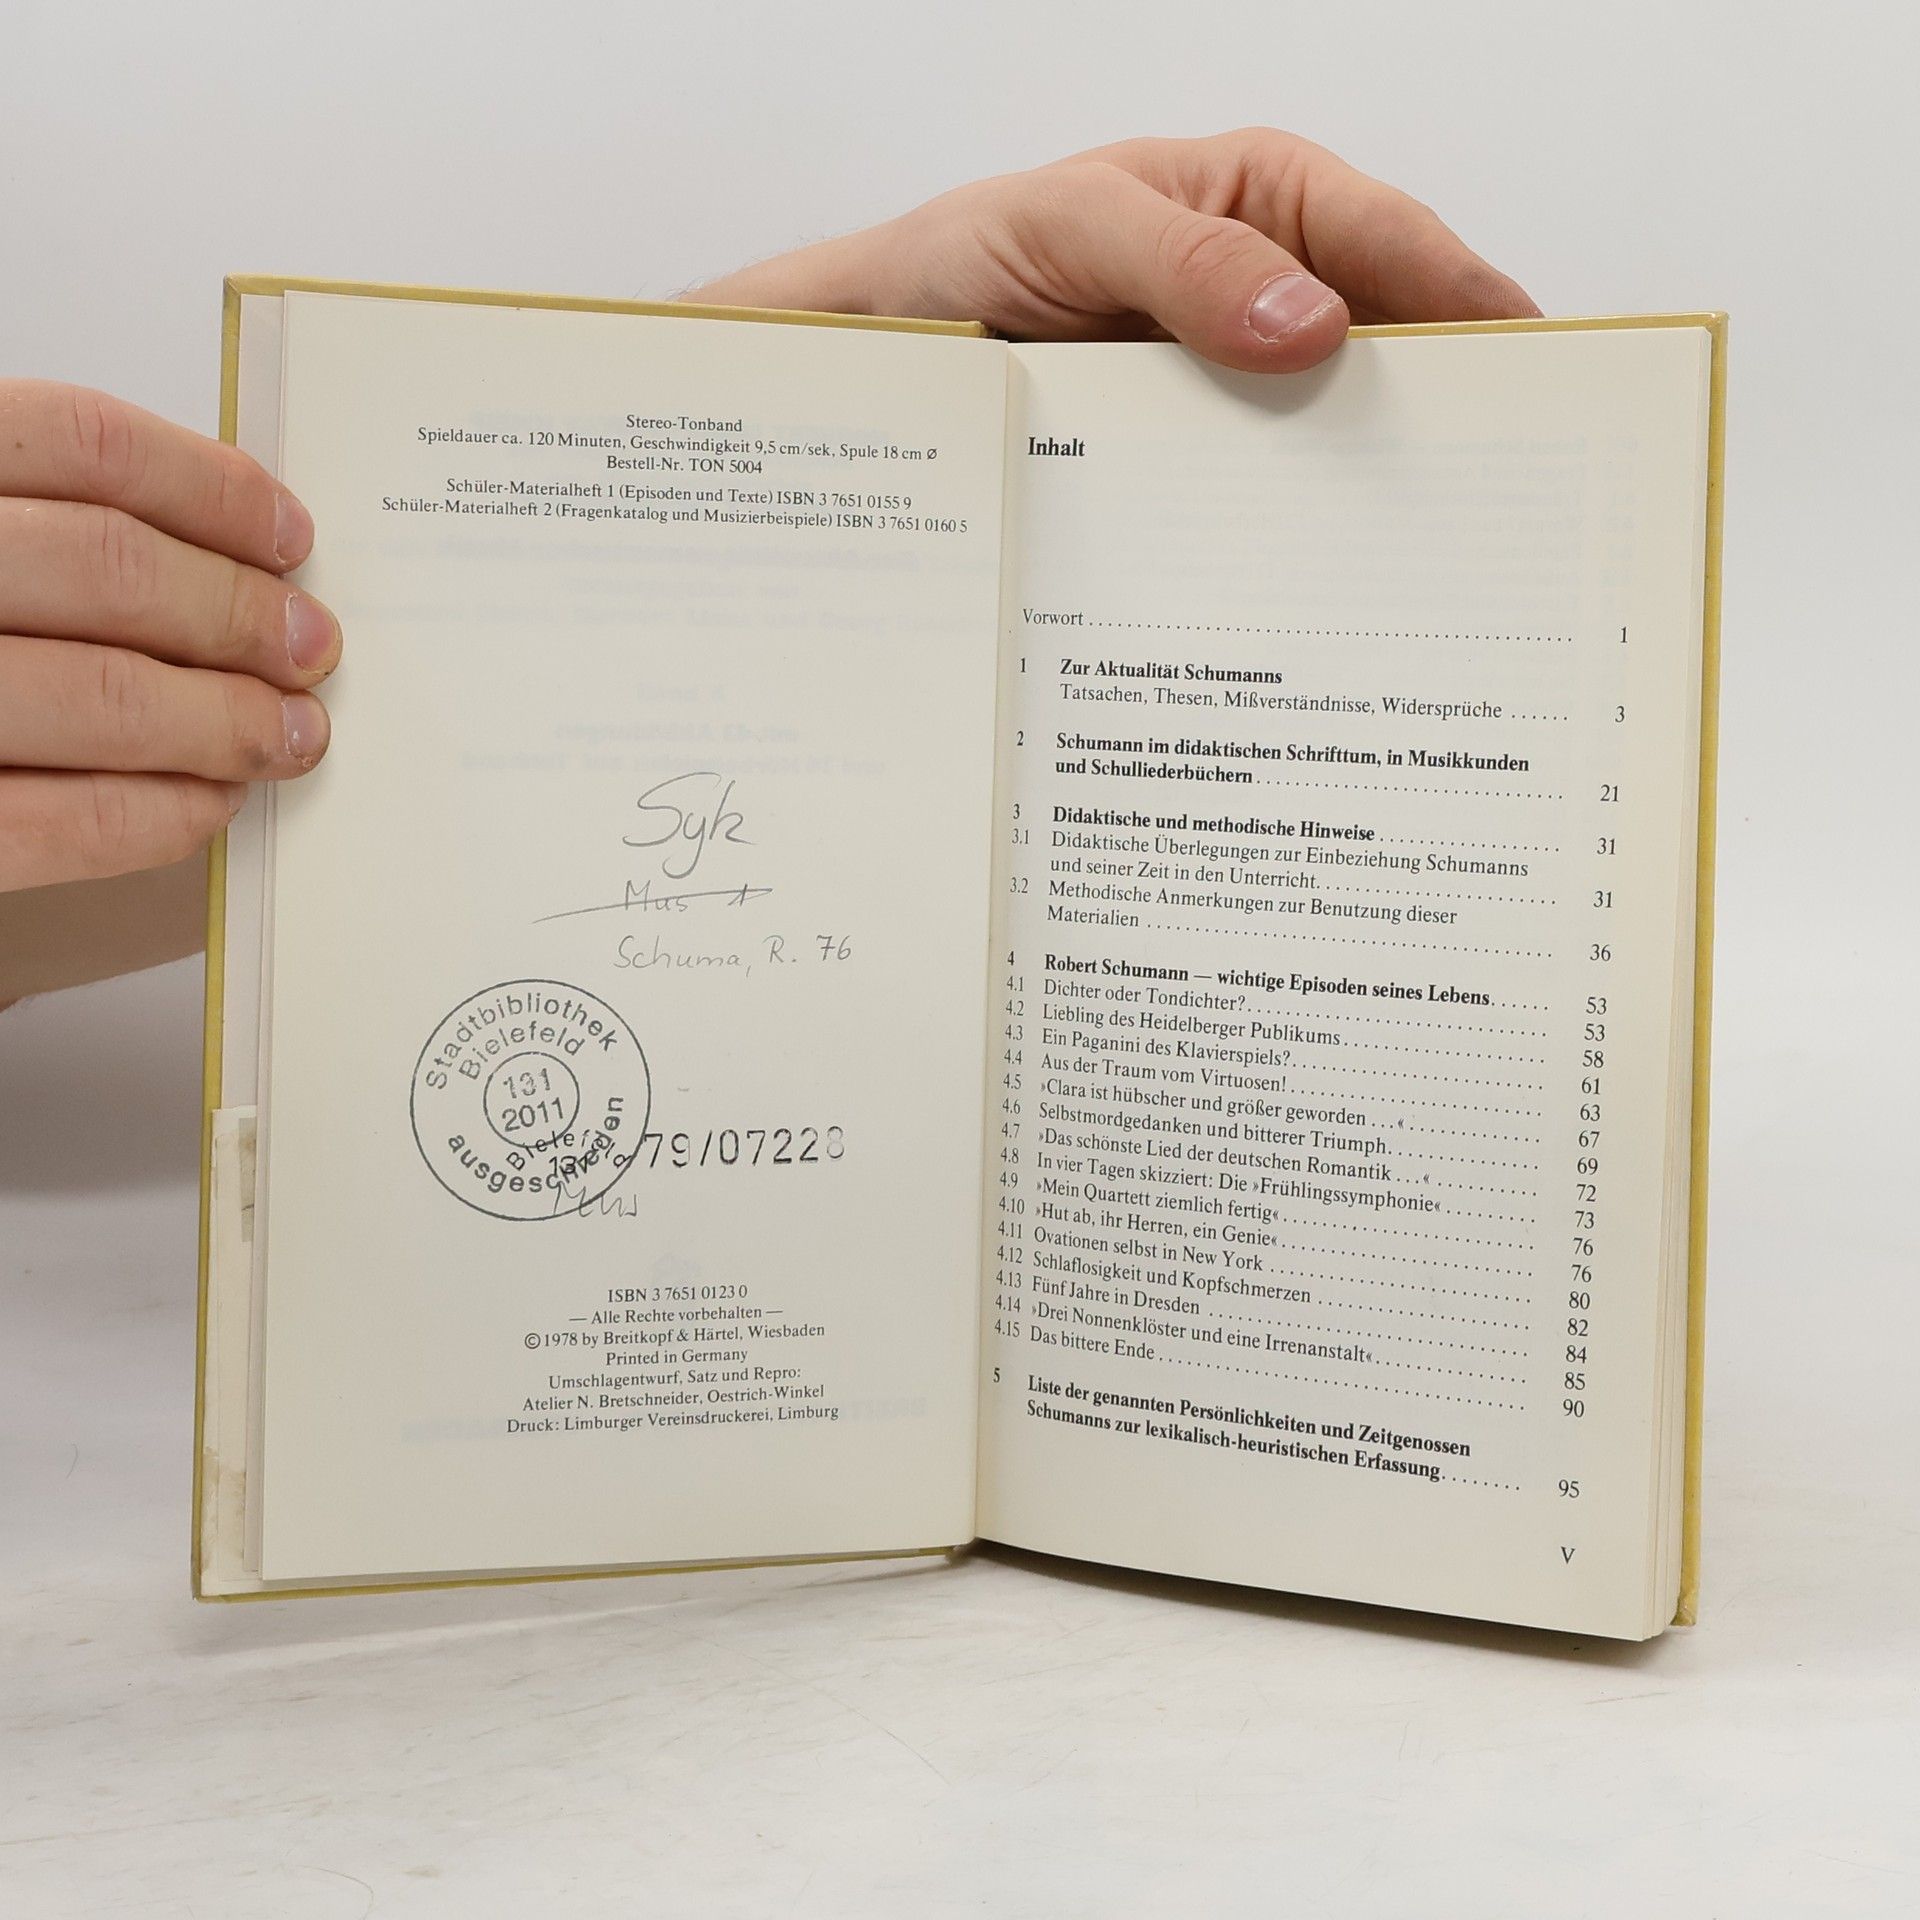 Stereo-Tonband
Spieldauer ca. 120 Minuten, Geschwindigkeit 9,5 cm/sek, Spule 18 cm Ø
Bestell-Nr. TON 5004
Schüler-Materialheft 1 (Episoden und Texte) ISBN 3 7651 0155 9
Schüler-Materialheft 2 (Fragenkatalog und Musizierbeispiele) ISBN 3 7651 0160 5
Syk
Mus 1
Schuma, R. 76
Stadtbibliothek
Bielefeld
131
2011
ausgeschieden
79/07228
Mus
ISBN 3 7651 0123 0
— Alle Rechte vorbehalten —
© 1978 by Breitkopf & Härtel, Wiesbaden
Printed in Germany
Umschlagentwurf, Satz und Repro:
Atelier N. Bretschneider, Oestrich-Winkel
Druck: Limburger Vereinsdruckerei, Limburg
Inhalt
Vorwort ........ 1
1 Zur Aktualität Schumanns
Tatsachen, Thesen, Mißverständnisse, Widersprüche ...... 3
2 Schumann im didaktischen Schrifttum, in Musikkunden
und Schulliederbüchern ........ 21
3 Didaktische und methodische Hinweise ........ 31
3.1 Didaktische Überlegungen zur Einbeziehung Schumanns
und seiner Zeit in den Unterricht ........ 31
3.2 Methodische Anmerkungen zur Benutzung dieser
Materialien ........ 36
4 Robert Schumann — wichtige Episoden seines Lebens ...... 53
4.1 Dichter oder Tondichter? ........ 53
4.2 Liebling des Heidelberger Publikums ........ 58
4.3 Ein Paganini des Klavierspiels? ........ 61
4.4 Aus der Traum vom Virtuosen! ........ 63
4.5 »Clara ist hübscher und größer geworden ...« ........ 67
4.6 Selbstmordgedanken und bitterer Triumph ........ 69
4.7 »Das schönste Lied der deutschen Romantik ...« ........ 72
4.8 In vier Tagen skizziert: Die »Frühlingssymphonie« ........ 73
4.9 »Mein Quartett ziemlich fertig« ........ 76
4.10 »Hut ab, ihr Herren, ein Genie« ........ 76
4.11 Ovationen selbst in New York ........ 80
4.12 Schlaflosigkeit und Kopfschmerzen ........ 82
4.13 Fünf Jahre in Dresden ........ 84
4.14 »Drei Nonnenklöster und eine Irrenanstalt« ........ 85
4.15 Das bittere Ende ........ 90
5 Liste der genannten Persönlichkeiten und Zeitgenossen
Schumanns zur lexikalisch-heuristischen Erfassung ........ 95
V